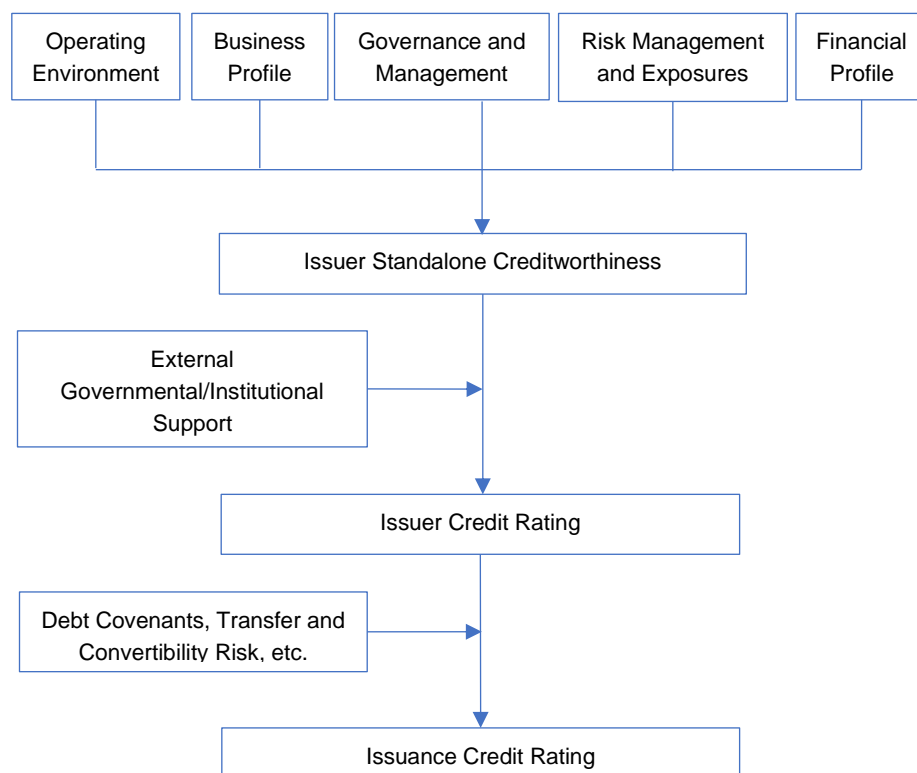 Operating
Environment
Business
Profile
Governance and
Management
Risk Management
and Exposures
Financial
Profile
Issuer Standalone Creditworthiness
External
Governmental/Institutional
Support
Issuer Credit Rating
Debt Covenants, Transfer and
Convertibility Risk, etc.
Issuance Credit Rating